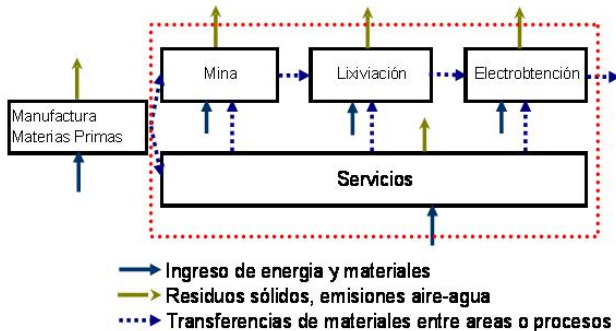 Mina
Lixiviación
Electrobtención
Manufactura
Materias Primas
Servicios
Ingreso de energia y materiales
Residuos sólidos, emisiones aire-agua
Transferencias de materiales entre areas o procesos